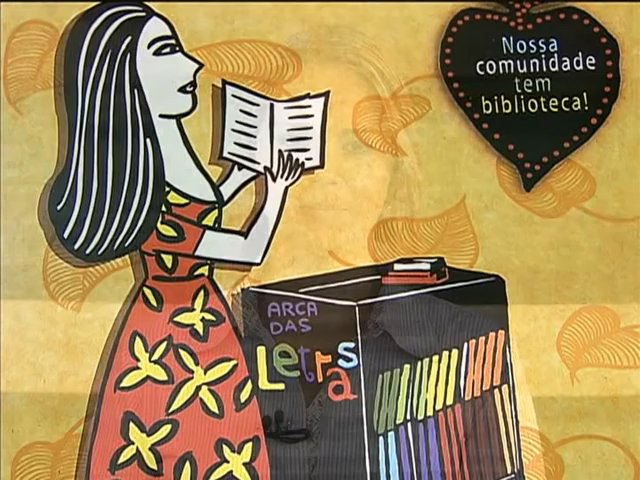 Nossa
comunidade
tem
biblioteca!
ARCA
DAS
Letras